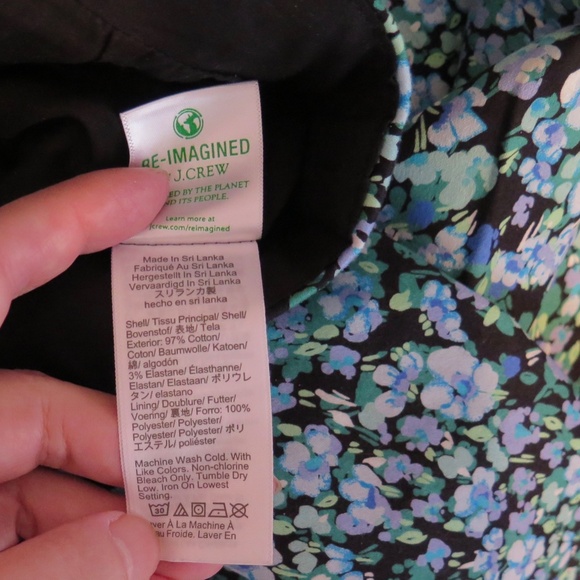 RE-IMAGINED
J.CREW
BY THE PLANET
ITS PEOPLE.
Learn more at
jcrew.com/reimagined
Made In Sri Lanka
Fabriqué Au Sri Lanka
Hergestellt In Sri Lanka
Vervaardigd In Sri Lanka
スリランカ製
hecho en sri lanka
Shell/ Tissu Principal/ Shell/
Bovenstof/ 表地/ Tela
Exterior: 97% Cotton/
Coton/ Baumwolle/ Katoen/
綿/ algodón
3% Elastane/ Élasthanne/
Elastan/ Elastaan/ ポリウレ
タン/ elastano
Lining/ Doublure/ Futter/
Voering/ 裏地/ Forro: 100%
Polyester/ Polyester/
Polyester/ Polyester/ ポリ
エステル/ poliéster
Machine Wash Cold. With
Like Colors. Non-chlorine
Bleach Only. Tumble Dry
Low. Iron On Lowest
Setting.
30
Laver À La Machine À
Eau Froide. Laver En